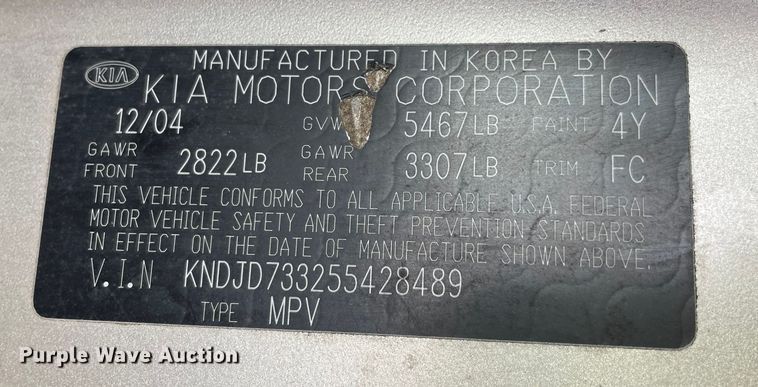 MANUFACTURED IN KOREA BY
KIA KIA MOTORS CORPORATION
12/04 GVW 5467LB PAINT 4Y
GAWR FRONT 2822LB GAWR REAR 3307LB TRIM FC
THIS VEHICLE CONFORMS TO ALL APPLICABLE U.S.A. FEDERAL
MOTOR VEHICLE SAFETY AND THEFT PREVENTION STANDARDS
IN EFFECT ON THE DATE OF MANUFACTURE SHOWN ABOVE.
V.I.N KNDJD733255428489
TYPE MPV
Purple Wave Auction